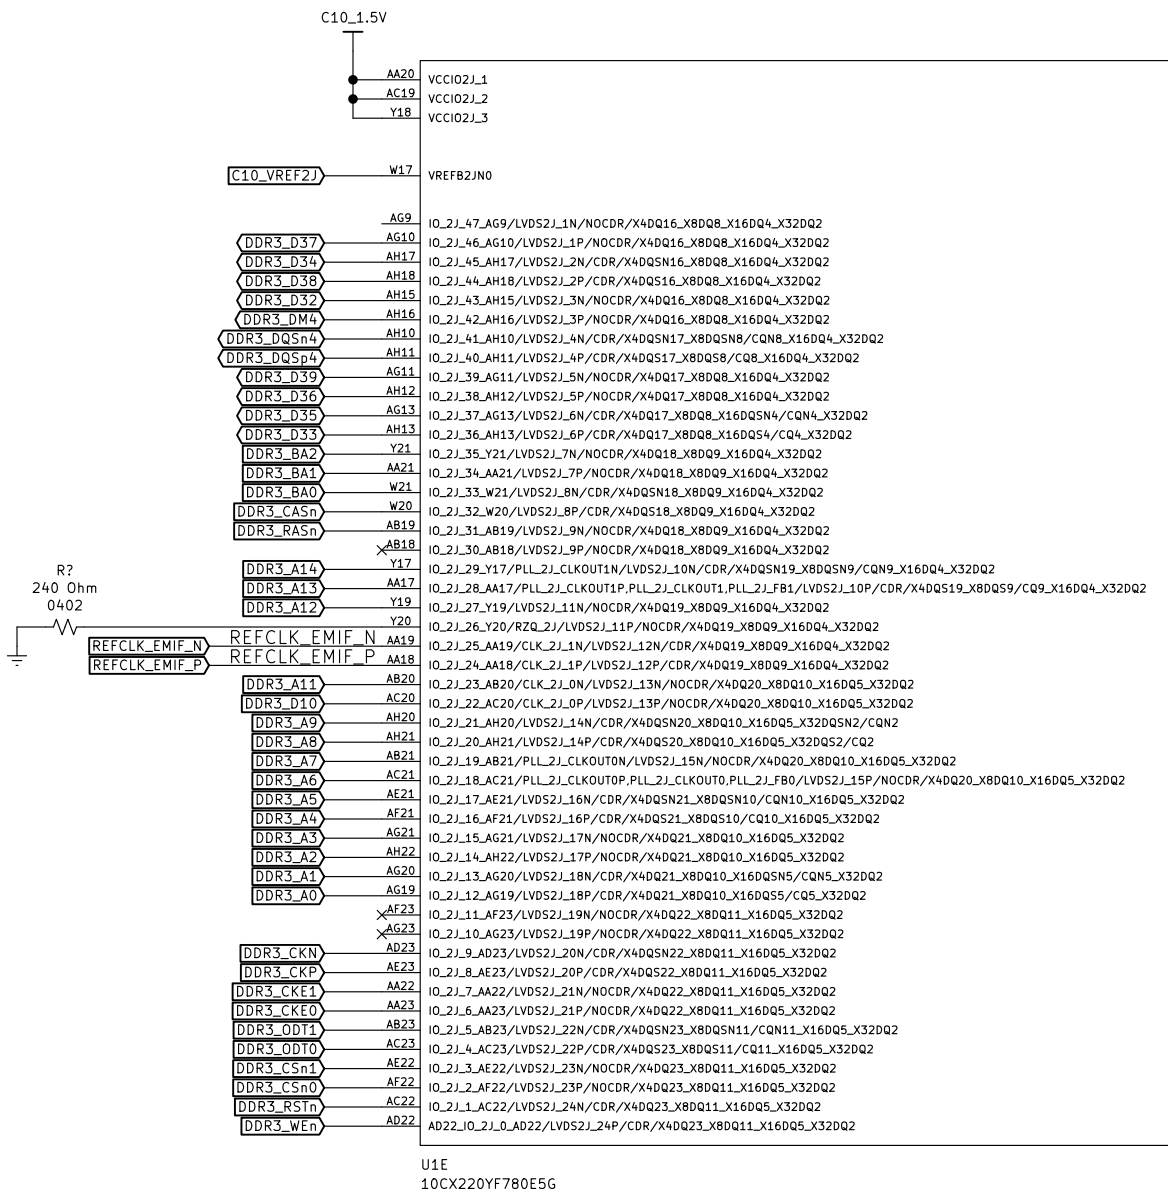 C10_1.5V
AA20 VCCIO2J_1
AC19 VCCIO2J_2
Y18 VCCIO2J_3
C10_VREF2J W17 VREFB2JN0
AG9 IO_2J_47_AG9/LVDS2J_1N/NOCDR/X4DQ16_X8DQ8_X16DQ4_X32DQ2
DDR3_D37 AG10 IO_2J_46_AG10/LVDS2J_1P/NOCDR/X4DQ16_X8DQ8_X16DQ4_X32DQ2
DDR3_D34 AH17 IO_2J_45_AH17/LVDS2J_2N/CDR/X4DQSN16_X8DQ8_X16DQ4_X32DQ2
DDR3_D38 AH18 IO_2J_44_AH18/LVDS2J_2P/CDR/X4DQS16_X8DQ8_X16DQ4_X32DQ2
DDR3_D32 AH15 IO_2J_43_AH15/LVDS2J_3N/NOCDR/X4DQ16_X8DQ8_X16DQ4_X32DQ2
DDR3_DM4 AH16 IO_2J_42_AH16/LVDS2J_3P/NOCDR/X4DQ16_X8DQ8_X16DQ4_X32DQ2
DDR3_DQSn4 AH10 IO_2J_41_AH10/LVDS2J_4N/CDR/X4DQSN17_X8DQSN8/CQN8_X16DQ4_X32DQ2
DDR3_DQSp4 AH11 IO_2J_40_AH11/LVDS2J_4P/CDR/X4DQS17_X8DQS8/CQ8_X16DQ4_X32DQ2
DDR3_D39 AG11 IO_2J_39_AG11/LVDS2J_5N/NOCDR/X4DQ17_X8DQ8_X16DQ4_X32DQ2
DDR3_D36 AH12 IO_2J_38_AH12/LVDS2J_5P/NOCDR/X4DQ17_X8DQ8_X16DQ4_X32DQ2
DDR3_D35 AG13 IO_2J_37_AG13/LVDS2J_6N/CDR/X4DQ17_X8DQ8_X16DQSN4/CQN4_X32DQ2
DDR3_D33 AH13 IO_2J_36_AH13/LVDS2J_6P/CDR/X4DQ17_X8DQ8_X16DQS4/CQ4_X32DQ2
DDR3_BA2 Y21 IO_2J_35_Y21/LVDS2J_7N/NOCDR/X4DQ18_X8DQ9_X16DQ4_X32DQ2
DDR3_BA1 AA21 IO_2J_34_AA21/LVDS2J_7P/NOCDR/X4DQ18_X8DQ9_X16DQ4_X32DQ2
DDR3_BA0 W21 IO_2J_33_W21/LVDS2J_8N/CDR/X4DQSN18_X8DQ9_X16DQ4_X32DQ2
DDR3_CASn W20 IO_2J_32_W20/LVDS2J_8P/CDR/X4DQS18_X8DQ9_X16DQ4_X32DQ2
DDR3_RASn AB19 IO_2J_31_AB19/LVDS2J_9N/NOCDR/X4DQ18_X8DQ9_X16DQ4_X32DQ2
AB18 IO_2J_30_AB18/LVDS2J_9P/NOCDR/X4DQ18_X8DQ9_X16DQ4_X32DQ2
DDR3_A14 Y17 IO_2J_29_Y17/PLL_2J_CLKOUT1N/LVDS2J_10N/CDR/X4DQSN19_X8DQSN9/CQN9_X16DQ4_X32DQ2
R?
240 Ohm
0402
DDR3_A13 AA17 IO_2J_28_AA17/PLL_2J_CLKOUT1P,PLL_2J_CLKOUT1,PLL_2J_FB1/LVDS2J_10P/CDR/X4DQS19_X8DQS9/CQ9_X16DQ4_X32DQ2
DDR3_A12 Y19 IO_2J_27_Y19/LVDS2J_11N/NOCDR/X4DQ19_X8DQ9_X16DQ4_X32DQ2
Y20 IO_2J_26_Y20/RZQ_2J/LVDS2J_11P/NOCDR/X4DQ19_X8DQ9_X16DQ4_X32DQ2
REFCLK_EMIF_N REFCLK_EMIF_N AA19 IO_2J_25_AA19/CLK_2J_1N/LVDS2J_12N/CDR/X4DQ19_X8DQ9_X16DQ4_X32DQ2
REFCLK_EMIF_P REFCLK_EMIF_P AA18 IO_2J_24_AA18/CLK_2J_1P/LVDS2J_12P/CDR/X4DQ19_X8DQ9_X16DQ4_X32DQ2
DDR3_A11 AB20 IO_2J_23_AB20/CLK_2J_0N/LVDS2J_13N/NOCDR/X4DQ20_X8DQ10_X16DQ5_X32DQ2
DDR3_D10 AC20 IO_2J_22_AC20/CLK_2J_0P/LVDS2J_13P/NOCDR/X4DQ20_X8DQ10_X16DQ5_X32DQ2
DDR3_A9 AH20 IO_2J_21_AH20/LVDS2J_14N/CDR/X4DQSN20_X8DQ10_X16DQ5_X32DQSN2/CQN2
DDR3_A8 AH21 IO_2J_20_AH21/LVDS2J_14P/CDR/X4DQS20_X8DQ10_X16DQ5_X32DQS2/CQ2
DDR3_A7 AB21 IO_2J_19_AB21/PLL_2J_CLKOUT0N/LVDS2J_15N/NOCDR/X4DQ20_X8DQ10_X16DQ5_X32DQ2
DDR3_A6 AC21 IO_2J_18_AC21/PLL_2J_CLKOUT0P,PLL_2J_CLKOUT0,PLL_2J_FB0/LVDS2J_15P/NOCDR/X4DQ20_X8DQ10_X16DQ5_X32DQ2
DDR3_A5 AE21 IO_2J_17_AE21/LVDS2J_16N/CDR/X4DQSN21_X8DQSN10/CQN10_X16DQ5_X32DQ2
DDR3_A4 AF21 IO_2J_16_AF21/LVDS2J_16P/CDR/X4DQS21_X8DQS10/CQ10_X16DQ5_X32DQ2
DDR3_A3 AG21 IO_2J_15_AG21/LVDS2J_17N/NOCDR/X4DQ21_X8DQ10_X16DQ5_X32DQ2
DDR3_A2 AH22 IO_2J_14_AH22/LVDS2J_17P/NOCDR/X4DQ21_X8DQ10_X16DQ5_X32DQ2
DDR3_A1 AG20 IO_2J_13_AG20/LVDS2J_18N/CDR/X4DQ21_X8DQ10_X16DQSN5/CQN5_X32DQ2
DDR3_A0 AG19 IO_2J_12_AG19/LVDS2J_18P/CDR/X4DQ21_X8DQ10_X16DQS5/CQ5_X32DQ2
AF23 IO_2J_11_AF23/LVDS2J_19N/NOCDR/X4DQ22_X8DQ11_X16DQ5_X32DQ2
AG23 IO_2J_10_AG23/LVDS2J_19P/NOCDR/X4DQ22_X8DQ11_X16DQ5_X32DQ2
DDR3_CKN AD23 IO_2J_9_AD23/LVDS2J_20N/CDR/X4DQSN22_X8DQ11_X16DQ5_X32DQ2
DDR3_CKP AE23 IO_2J_8_AE23/LVDS2J_20P/CDR/X4DQS22_X8DQ11_X16DQ5_X32DQ2
DDR3_CKE1 AA22 IO_2J_7_AA22/LVDS2J_21N/NOCDR/X4DQ22_X8DQ11_X16DQ5_X32DQ2
DDR3_CKE0 AA23 IO_2J_6_AA23/LVDS2J_21P/NOCDR/X4DQ22_X8DQ11_X16DQ5_X32DQ2
DDR3_ODT1 AB23 IO_2J_5_AB23/LVDS2J_22N/CDR/X4DQSN23_X8DQSN11/CQN11_X16DQ5_X32DQ2
DDR3_ODT0 AC23 IO_2J_4_AC23/LVDS2J_22P/CDR/X4DQS23_X8DQS11/CQ11_X16DQ5_X32DQ2
DDR3_CSn1 AE22 IO_2J_3_AE22/LVDS2J_23N/NOCDR/X4DQ23_X8DQ11_X16DQ5_X32DQ2
DDR3_CSn0 AF22 IO_2J_2_AF22/LVDS2J_23P/NOCDR/X4DQ23_X8DQ11_X16DQ5_X32DQ2
DDR3_RSTn AC22 IO_2J_1_AC22/LVDS2J_24N/CDR/X4DQ23_X8DQ11_X16DQ5_X32DQ2
DDR3_WEn AD22 AD22_IO_2J_0_AD22/LVDS2J_24P/CDR/X4DQ23_X8DQ11_X16DQ5_X32DQ2
U1E
10CX220YF780E5G